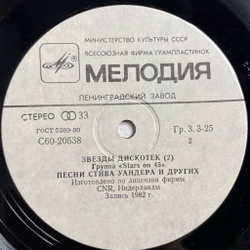 МИНИСТЕРСТВО КУЛЬТУРЫ СССР
ВСЕСОЮЗНАЯ ФИРМА ГРАМПЛАСТИНОК
МЕЛОДИЯ
ЛЕНИНГРАДСКИЙ ЗАВОД
СТЕРЕО 33
ГОСТ 5289-80
Гр. 3. 3-25
С60-20538
2
ЗВЕЗДЫ ДИСКОТЕК (2)
Группа «Stars on 45»
ПЕСНИ СТИВА УАНДЕРА И ДРУГИХ
Изготовлено по лицензии фирмы
CNR, Нидерланды
Запись 1982 г.